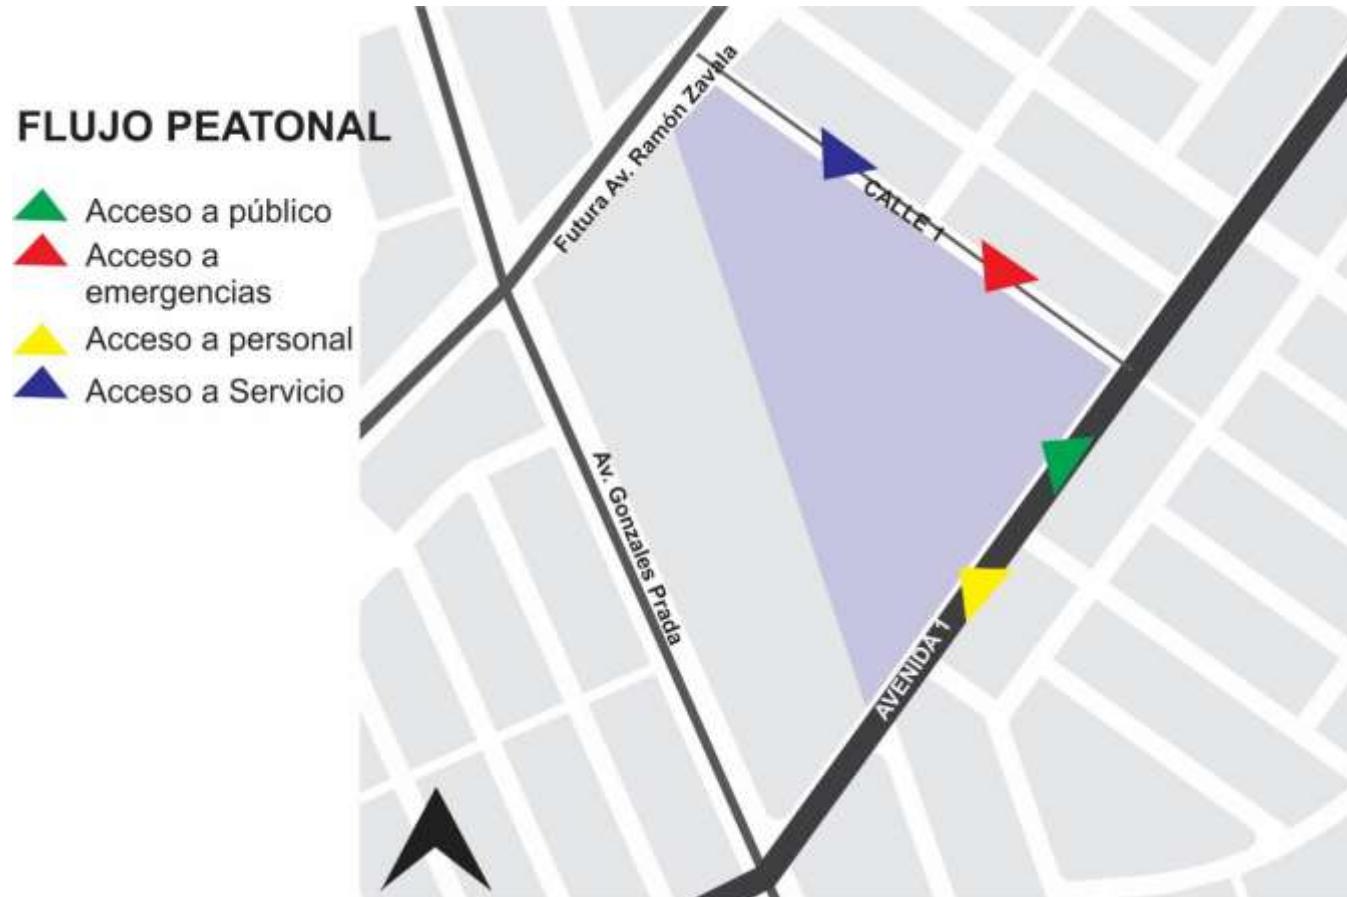 FLUJO PEATONAL
Acceso a público
Acceso a
emergencias
Acceso a personal
Acceso a Servicio
Futura Av. Ramón Zavala
CALLE 1
Av. Gonzales Prada
AVENIDA 1